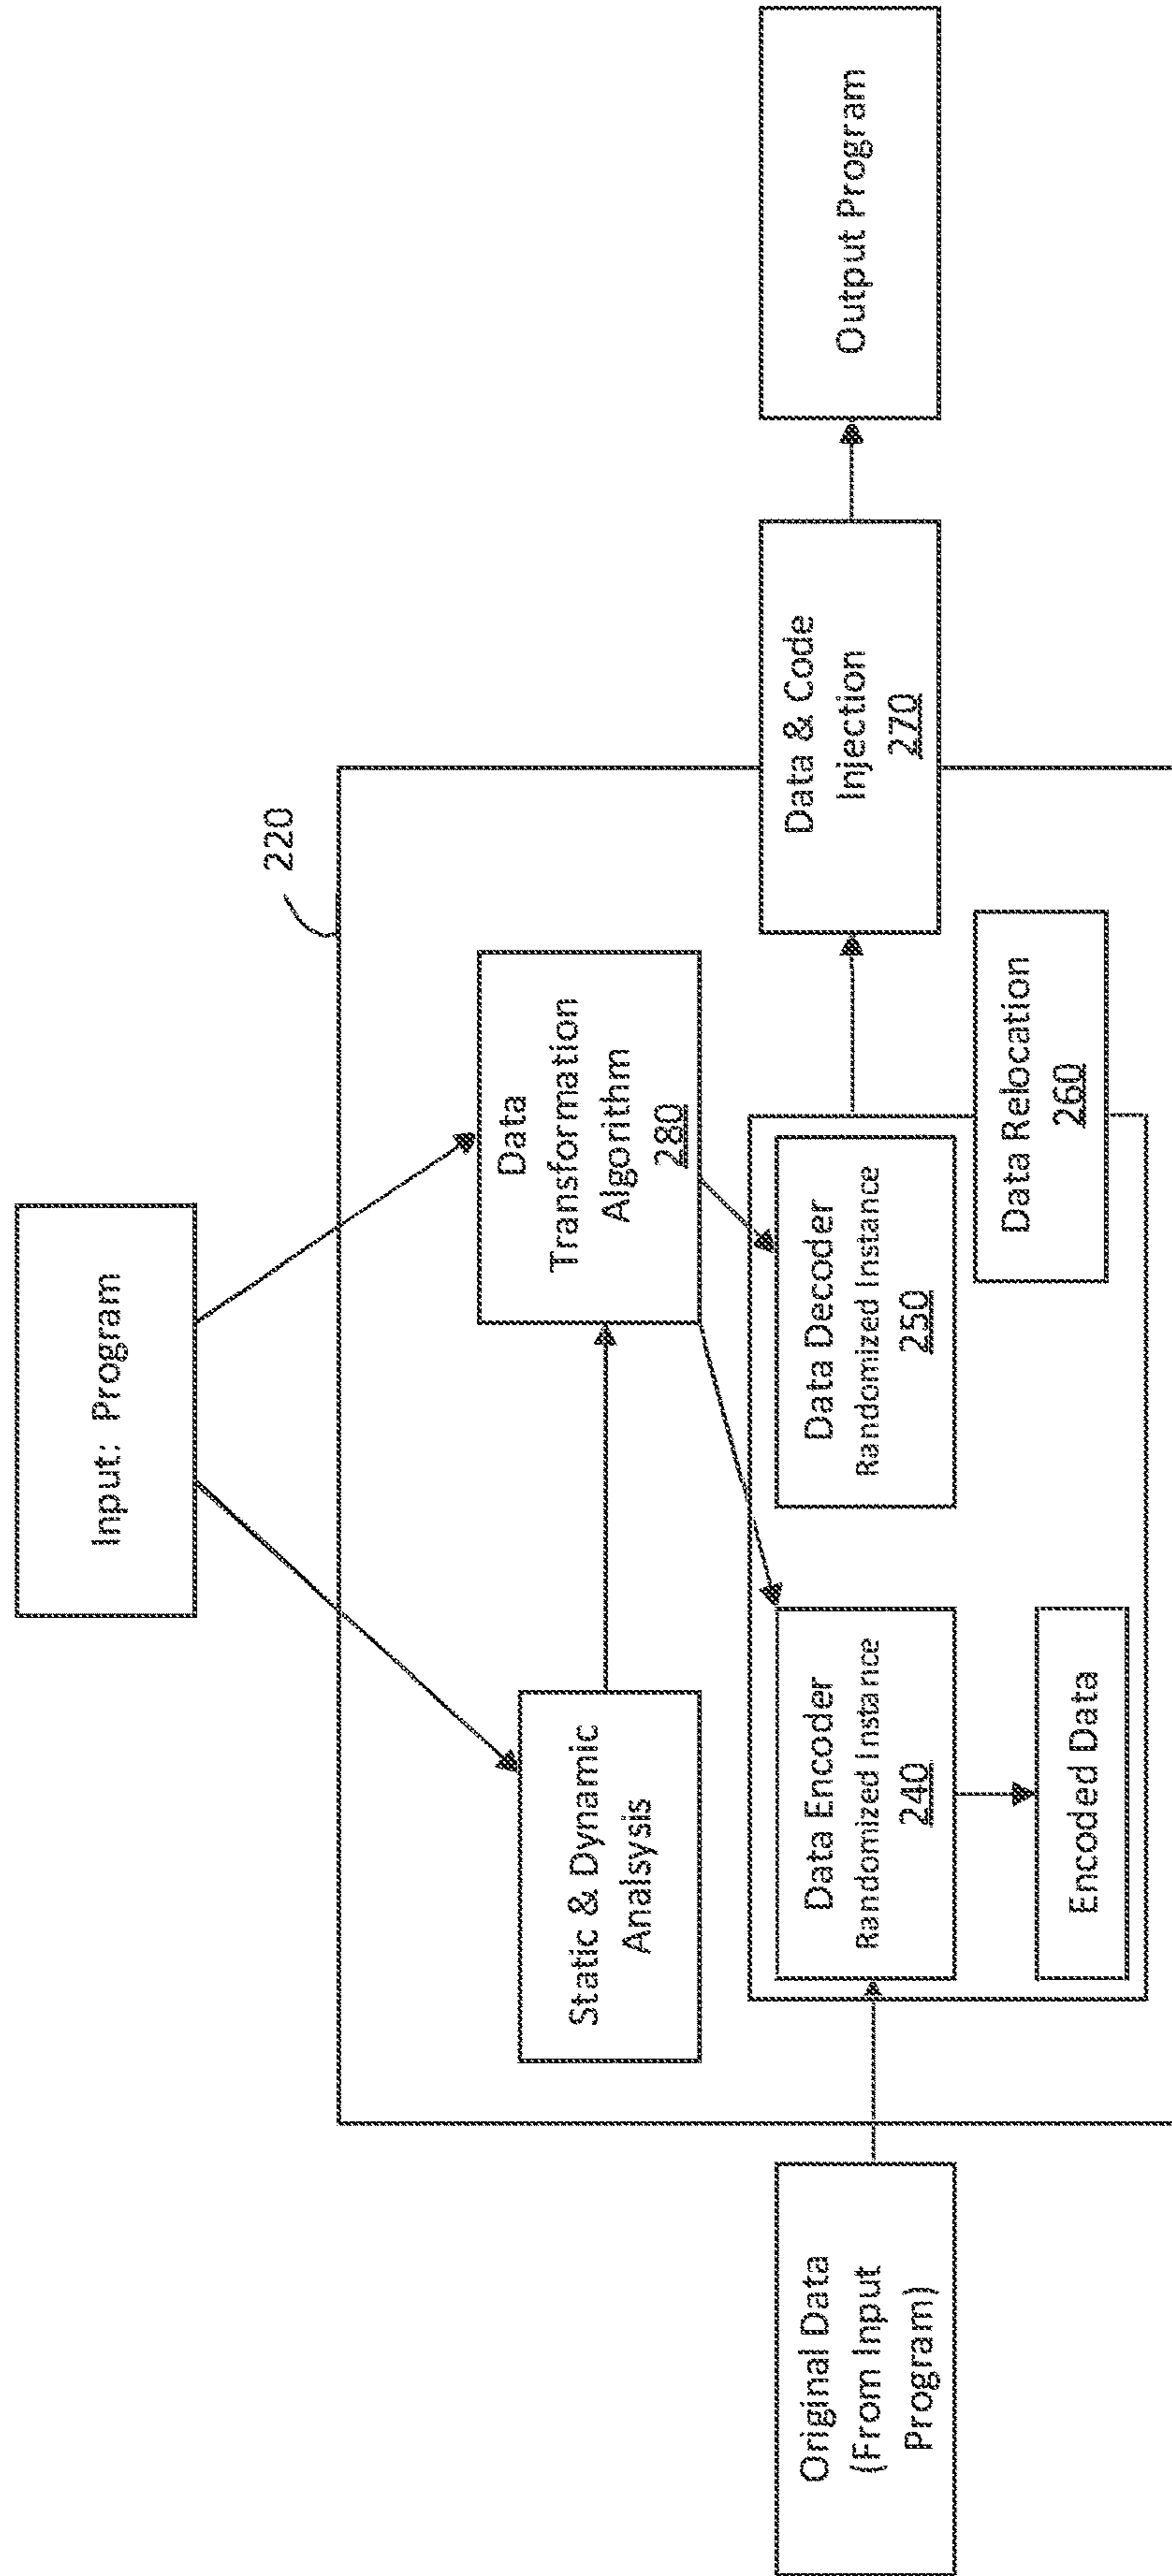 Input: Program
220
Static & Dynamic
Analsysis
Data
Transformation
Algorithm
280
Original Data
(From Input
Program)
Data Encoder
Randomized Instance
240
Encoded Data
Data Decoder
Randomized Instance
250
Data Relocation
260
Data & Code
Injection
270
Output Program